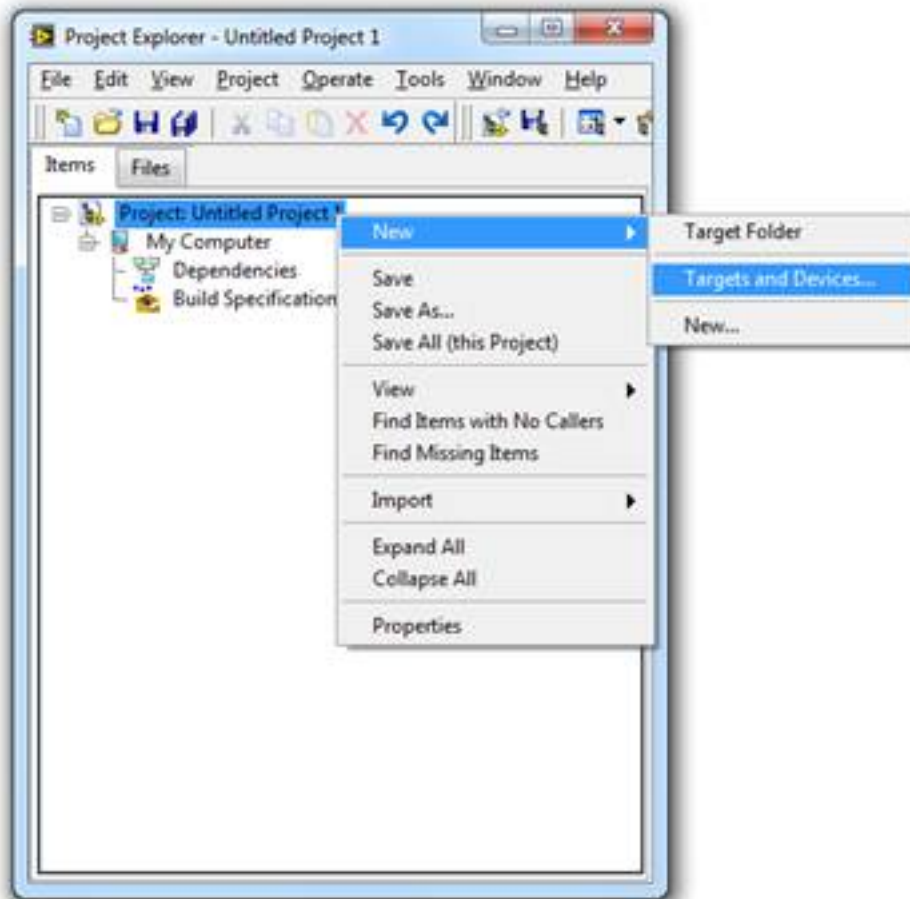 Project Explorer - Untitled Project 1
File Edit View Project Operate Tools Window Help
Items Files
Project: Untitled Project 1
My Computer
Dependencies
Build Specification
New
Save
Save As...
Save All (this Project)
View
Find Items with No Callers
Find Missing Items
Import
Expand All
Collapse All
Properties
Target Folder
Targets and Devices...
New...